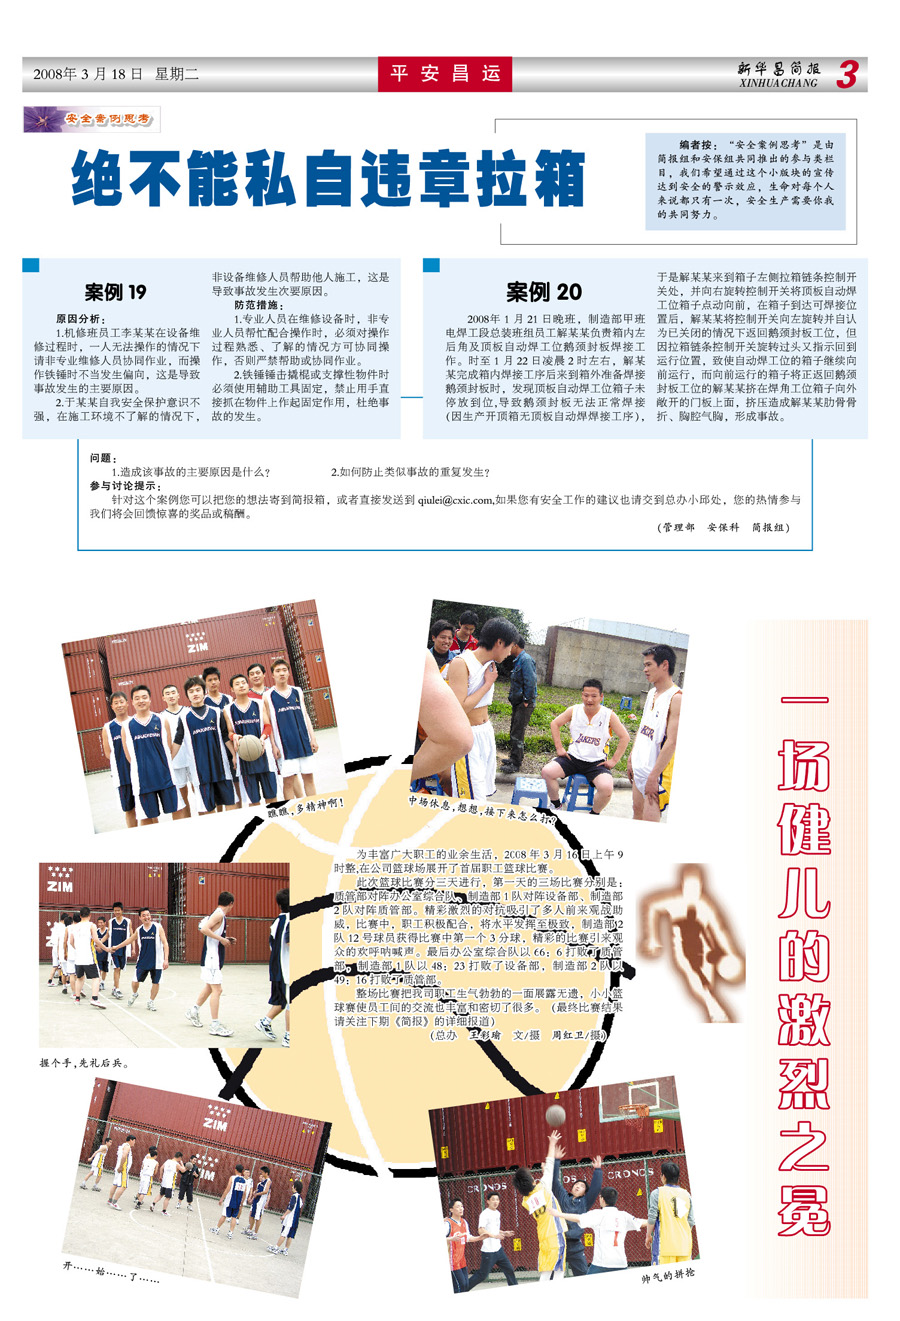 2008年 3 月 18 日 星期二
平安昌运
新华昌简报
XINHUACHANG
3
安全案例思考
绝不能私自违章拉箱
编者按：“安全案例思考”是由
简报组和安保组共同推出的参与类栏
目，我们希望通过这个小版块的宣传
达到安全的警示效应，生命对每个人
来说都只有一次，安全生产需要你我
的共同努力。
案例 19
原因分析：
1.机修班员工李某某在设备维
修过程时，一人无法操作的情况下
请非专业维修人员协同作业，而操
作铁锤时不当发生偏向，这是导致
事故发生的主要原因。
2.于某某自我安全保护意识不
强，在施工环境不了解的情况下，
非设备维修人员帮助他人施工，这是
导致事故发生次要原因。
防范措施：
1.专业人员在维修设备时，非专
业人员帮忙配合操作时，必须对操作
过程熟悉、了解的情况方可协同操
作，否则严禁帮助或协同作业。
2.铁锤锤击撬棍或支撑性物件时
必须使用辅助工具固定，禁止用手直
接抓在物件上作起固定作用，杜绝事
故的发生。
案例 20
2008年 1 月 21 日晚班，制造部甲班
电焊工段总装班组员工解某某负责箱内左
后角及顶板自动焊工位鹅颈封板焊接工
作。时至 1 月 22 日凌晨 2 时左右，解某
某完成箱内焊接工序后来到箱外准备焊接
鹅颈封板时，发现顶板自动焊工位箱子未
停放到位,导致鹅颈封板无法正常焊接
(因生产开顶箱无顶板自动焊焊接工序)，
于是解某某来到箱子左侧拉箱链条控制开
关处，并向右旋转控制开关将顶板自动焊
工位箱子点动向前，在箱子到达可焊接位
置后，解某某将控制开关向左旋转并自认
为已关闭的情况下返回鹅颈封板工位，但
因拉箱链条控制开关旋转过头又指示回到
运行位置，致使自动焊工位的箱子继续向
前运行，而向前运行的箱子将正返回鹅颈
封板工位的解某某挤在焊角工位箱子向外
敞开的门板上面，挤压造成解某某肋骨骨
折、胸腔气胸，形成事故。
问题：
1.造成该事故的主要原因是什么？ 2.如何防止类似事故的重复发生？
参与讨论提示：
针对这个案例您可以把您的想法寄到简报箱，或者直接发送到 qiulei@cxic.com,如果您有安全工作的建议也请交到总办小邱处，您的热情参与
我们将会回馈惊喜的奖品或稿酬。
(管理部 安保科 简报组)
一场健儿的激烈之冕
ZIM
瞧瞧,多精神啊！
LAKERS
中场休息,想想,接下来怎么打？
为丰富广大职工的业余生活，2008 年 3 月 16 日上午 9
时整,在公司篮球场展开了首届职工篮球比赛。
此次篮球比赛分三天进行，第一天的三场比赛分别是：
质管部对阵办公室综合队、制造部 1 队对阵设备部、制造部
2 队对阵质管部。精彩激烈的对抗吸引了多人前来观战助
威，比赛中，职工积极配合，将水平发挥至极致，制造部 2
队 12 号球员获得比赛中第一个 3 分球，精彩的比赛引来观
众的欢呼呐喊声。最后办公室综合队以 66：6 打败了质管
部，制造部 1 队以 48：23 打败了设备部，制造部 2 队以
49：16 打败了质管部。
整场比赛把我司职工生气勃勃的一面展露无遗，小小篮
球赛使员工间的交流也丰富和密切了很多。（最终比赛结果
请关注下期《简报》的详细报道）
(总办 王彩瑜 文/摄 周红卫/摄)
ZIM
ZIM
握个手,先礼后兵。
ZIM
ZIM
开……始……了……
CRONOS
CRONOS
帅气的拼抢